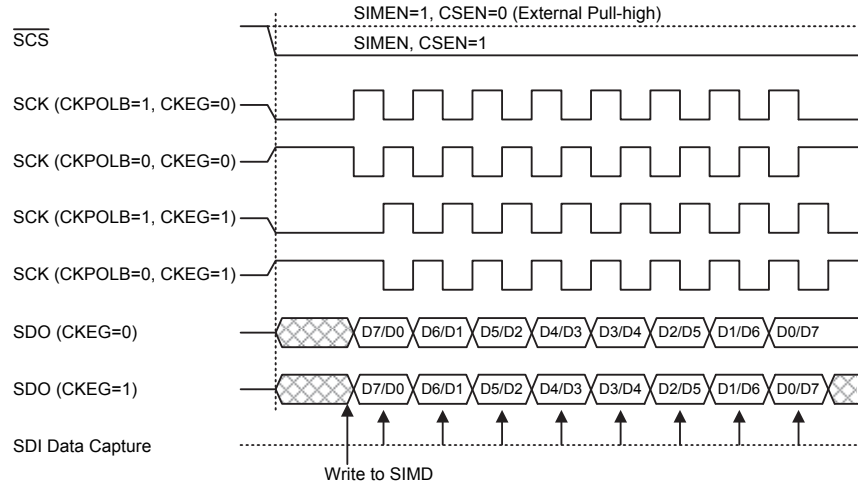 SIMEN=1, CSEN=0 (External Pull-high)
SCS
SIMEN, CSEN=1
SCK (CKPOLB=1, CKEG=0)
SCK (CKPOLB=0, CKEG=0)
SCK (CKPOLB=1, CKEG=1)
SCK (CKPOLB=0, CKEG=1)
SDO (CKEG=0) D7/D0 D6/D1 D5/D2 D4/D3 D3/D4 D2/D5 D1/D6 D0/D7
SDO (CKEG=1) D7/D0 D6/D1 D5/D2 D4/D3 D3/D4 D2/D5 D1/D6 D0/D7
SDI Data Capture
Write to SIMD